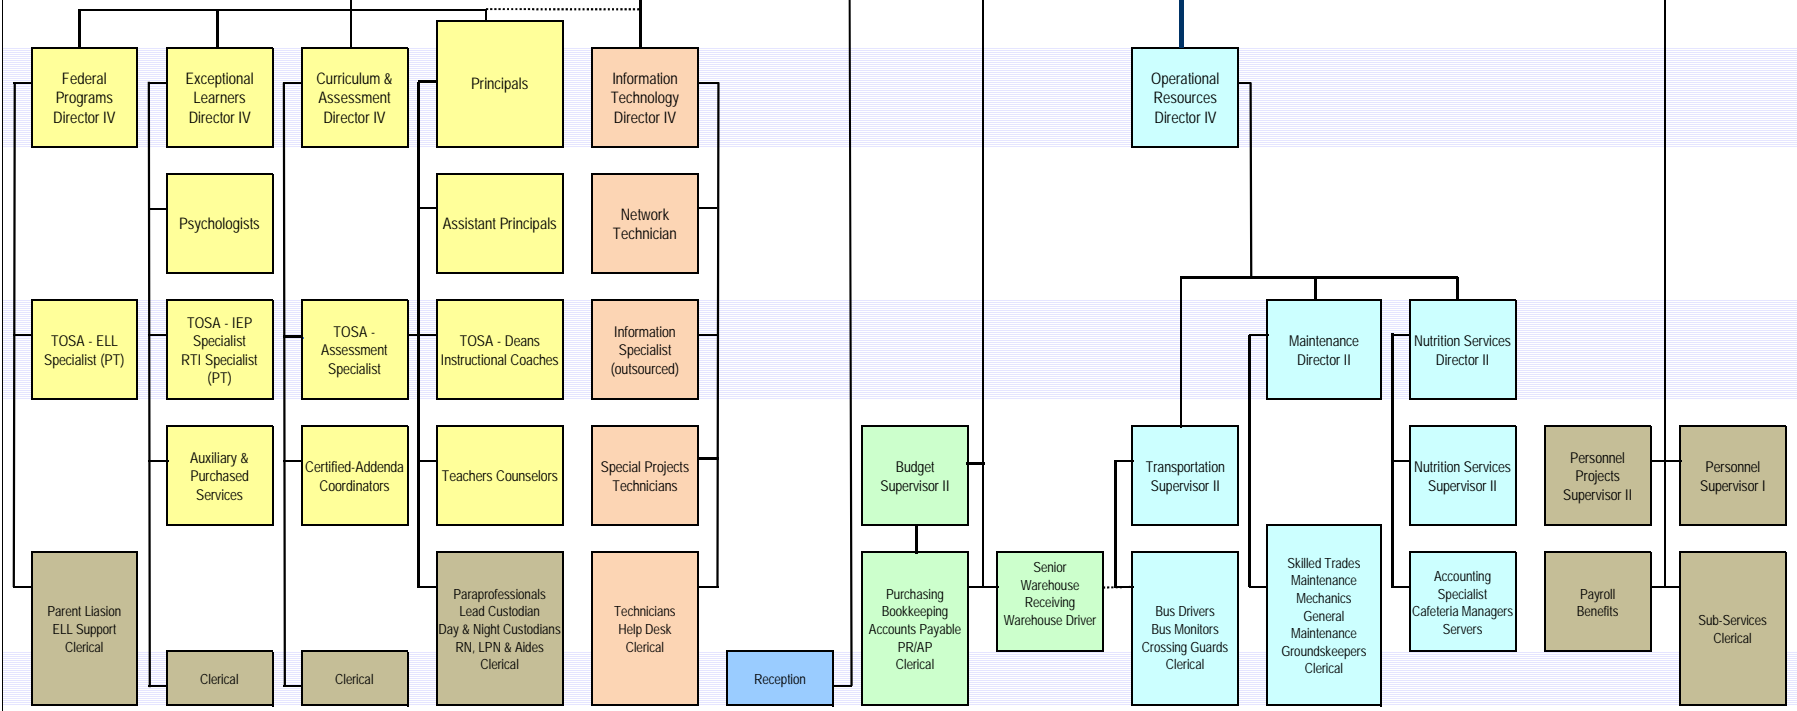 Federal
Programs
Director IV
Exceptional
Learners
Director IV
Curriculum &
Assessment
Director IV
Principals
Information
Technology
Director IV
Operational
Resources
Director IV
Psychologists
Assistant Principals
Network
Technician
TOSA - ELL
Specialist (PT)
TOSA - IEP
Specialist
RTI Specialist
(PT)
TOSA -
Assessment
Specialist
TOSA - Deans
Instructional Coaches
Information
Specialist
(outsourced)
Maintenance
Director II
Nutrition Services
Director II
Auxiliary &
Purchased
Services
Certified-Addenda
Coordinators
Teachers Counselors
Special Projects
Technicians
Budget
Supervisor II
Transportation
Supervisor II
Nutrition Services
Supervisor II
Personnel
Projects
Supervisor II
Personnel
Supervisor I
Parent Liasion
ELL Support
Clerical
Clerical
Clerical
Paraprofessionals
Lead Custodian
Day & Night Custodians
RN, LPN & Aides
Clerical
Technicians
Help Desk
Clerical
Reception
Purchasing
Bookkeeping
Accounts Payable
PR/AP
Clerical
Senior
Warehouse
Receiving
Warehouse Driver
Bus Drivers
Bus Monitors
Crossing Guards
Clerical
Skilled Trades
Maintenance
Mechanics
General
Maintenance
Groundskeepers
Clerical
Accounting
Specialist
Cafeteria Managers
Servers
Payroll
Benefits
Sub-Services
Clerical